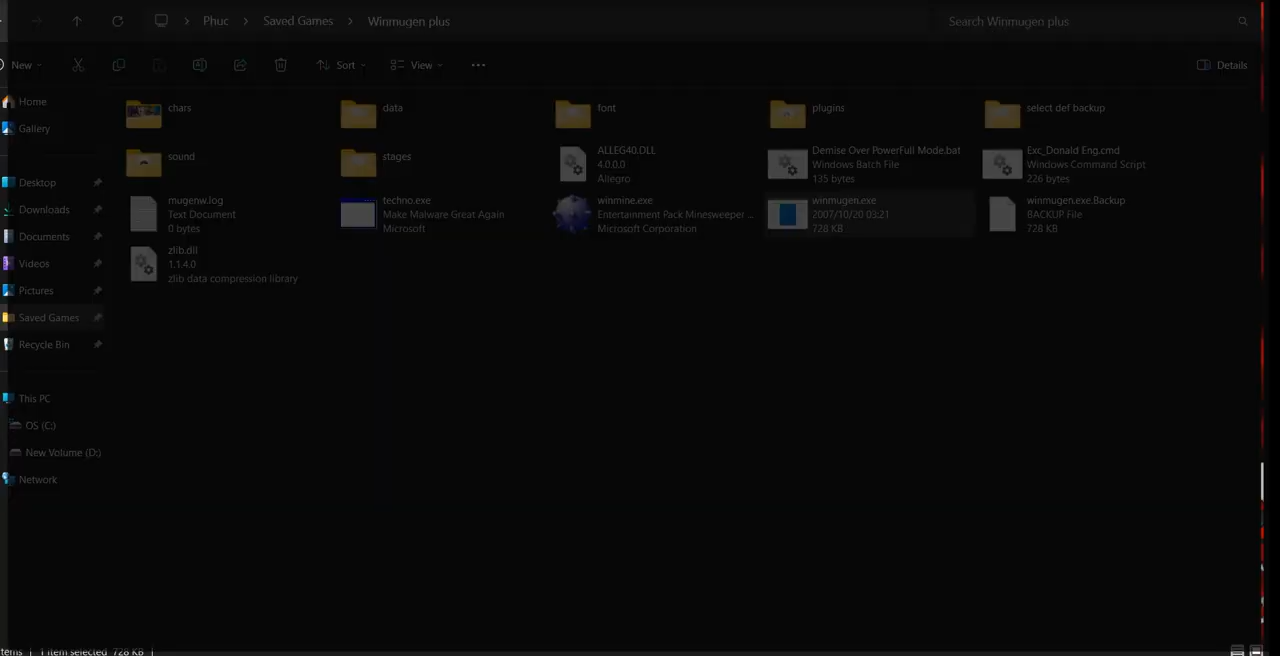 Phuc > Saved Games > Winmugen plus
Search Winmugen plus
New
Sort
View
Details
Home
Gallery
Desktop
Downloads
Documents
Videos
Pictures
Saved Games
Recycle Bin
This PC
OS (C:)
New Volume (D:)
Network
chars
data
font
plugins
select def backup
sound
stages
ALLEG40.DLL
4.0.0.0
Allegro
Demise Over PowerFull Mode.bat
Windows Batch File
135 bytes
Exc_Donald Eng.cmd
Windows Command Script
226 bytes
mugenw.log
Text Document
0 bytes
techno.exe
Make Malware Great Again
Microsoft
winmine.exe
Entertainment Pack Minesweeper ...
Microsoft Corporation
winmugen.exe
2007/10/20 03:21
728 KB
winmugen.exe.Backup
BACKUP File
728 KB
zlib.dll
1.1.4.0
zlib data compression library
tems | 1 item selected 728 KB |